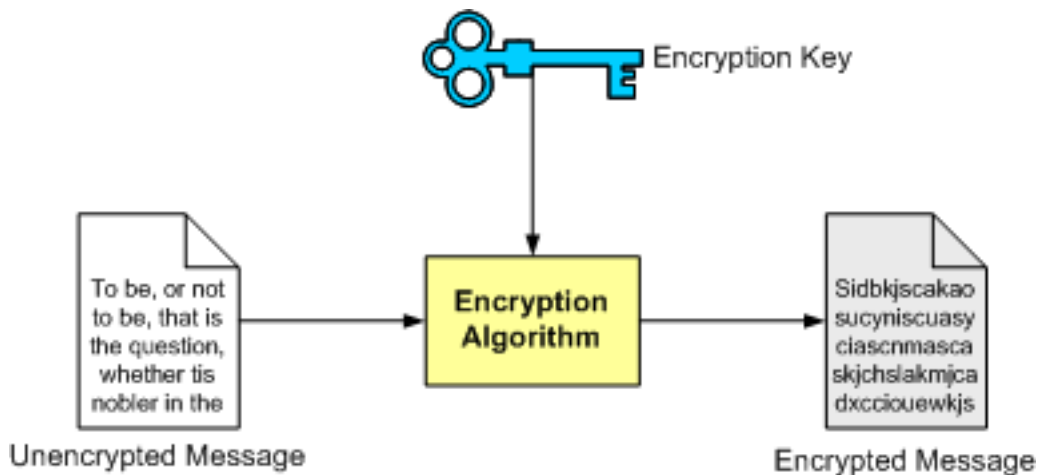 Encryption Key
To be, or not
to be, that is
the question,
whether tis
nobler in the
Unencrypted Message
Encryption
Algorithm
Sidbkjscakao
sucyniscuasy
ciascnmasca
skjchslakmjca
dxcciouewkjs
Encrypted Message